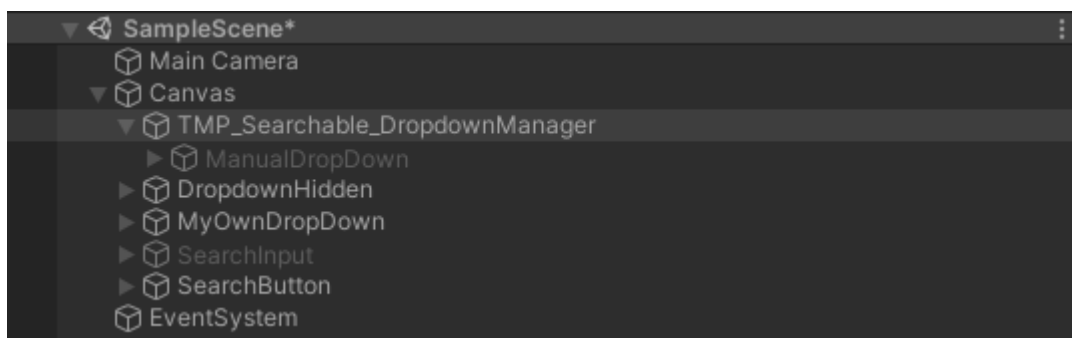 SampleScene*
Main Camera
Canvas
TMP_Searchable_DropdownManager
ManualDropDown
DropdownHidden
MyOwnDropDown
SearchInput
SearchButton
EventSystem